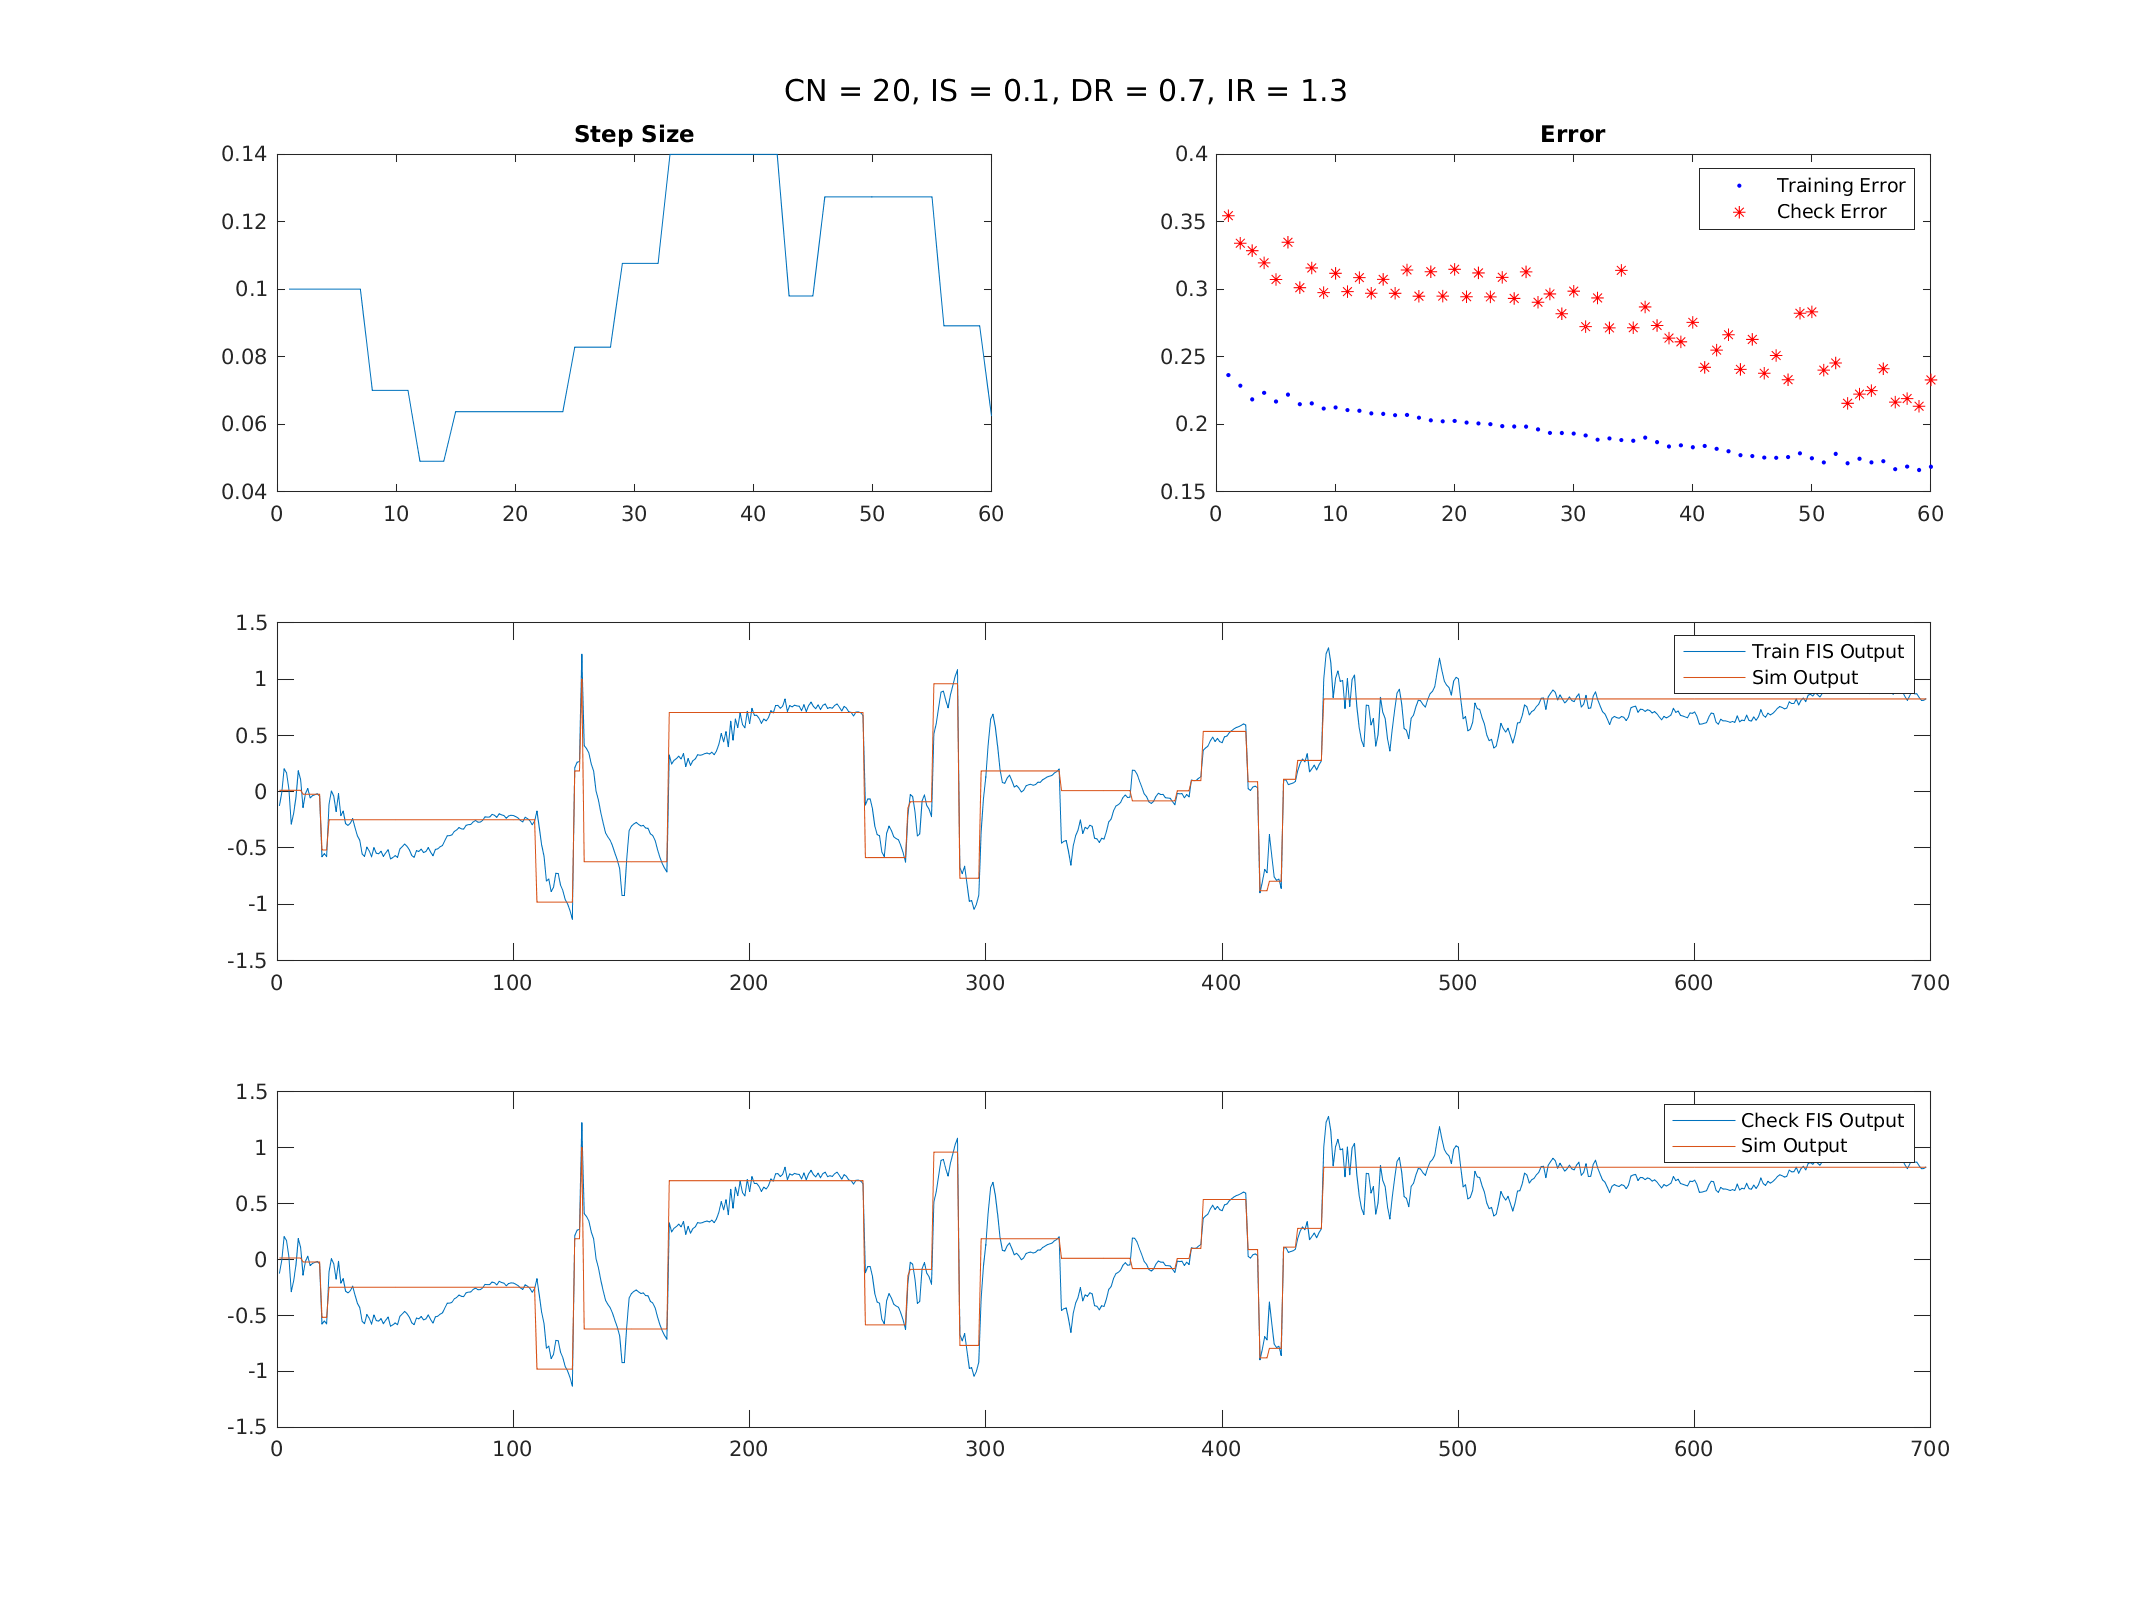 CN = 20, IS = 0.1, DR = 0.7, IR = 1.3
Step Size
0.14
0.12
0.1
0.08
0.06
0.04
0 10 20 30 40 50 60
Error
0.4
0.35
0.3
0.25
0.2
0.15
0 10 20 30 40 50 60
Training Error
Check Error
1.5
1
0.5
0
-0.5
-1
-1.5
0 100 200 300 400 500 600 700
Train FIS Output
Sim Output
1.5
1
0.5
0
-0.5
-1
-1.5
0 100 200 300 400 500 600 700
Check FIS Output
Sim Output